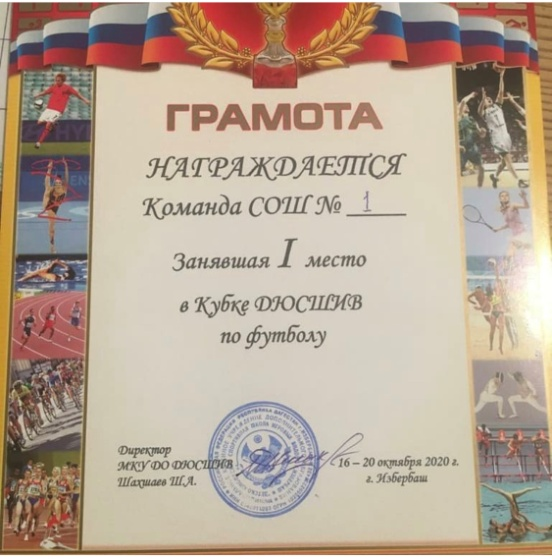 ГРАМОТА
НАГРАЖДАЕТСЯ
Команда СОШ № 1
Занявшая I место
в Кубке ДЮСШИВ
по футболу
Директор
МКУ ДО ДЮСШИВ
Шахшаев Ш.А.
16 – 20 октября 2020 г.
г. Избербаш